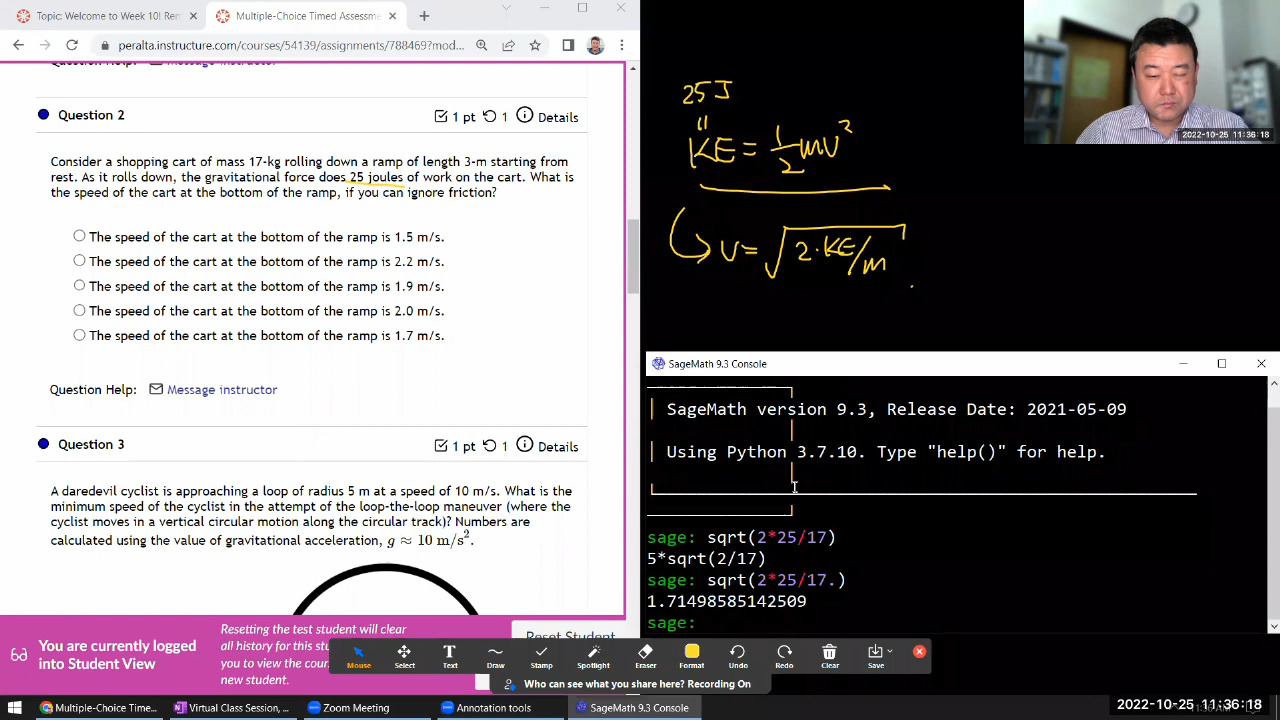 Topic: Welcome to Week 10! Rem
Multiple-Choice Timed Assessme
peralta.instructure.com/courses/54139/assignments/788469?mod...
Question Help: Message instructor
Question 2
1 pt 1 Details
Consider a shopping cart of mass 17-kg rolling down a ramp of length 3-m starting from
rest. As it rolls down, the gravitational force does 25 joules of work on the cart. What is
the speed of the cart at the bottom of the ramp, if you can ignore friction?
The speed of the cart at the bottom of the ramp is 1.5 m/s.
The speed of the cart at the bottom of the ramp is 2.2 m/s.
The speed of the cart at the bottom of the ramp is 1.9 m/s.
The speed of the cart at the bottom of the ramp is 2.0 m/s.
The speed of the cart at the bottom of the ramp is 1.7 m/s.
Question Help: Message instructor
Question 3
1 pt 1 Details
A daredevil cyclist is approaching a loop of radius 5 m at a speed of 10 m/s. What is the
minimum speed of the cyclist in the attempt of the loop-the-loop maneuver (where the
cyclist moves in a vertical circular motion along the circular track)? Numbers are
calculated using the value of gravitational acceleration, g ≈ 10 m/s².
You are currently logged
into Student View
Resetting the test student will clear
all history for this stu
you to view the cour
new student.
Reset Student
25 J
"
KE = 1/2 mv²
v = √2·KE/m
2022-10-25 11:36:18
SageMath 9.3 Console
SageMath version 9.3, Release Date: 2021-05-09
Using Python 3.7.10. Type "help()" for help.
sage: sqrt(2*25/17)
5*sqrt(2/17)
sage: sqrt(2*25/17.)
1.71498585142509
sage:
Mouse Select Text Draw Stamp Spotlight Eraser Format Undo Redo Clear Save
Who can see what you share here? Recording On
Multiple-Choice Time...
Virtual Class Session, ...
Zoom Meeting
Annotation tools
SageMath 9.3 Console
2022-10-25 11:36:18